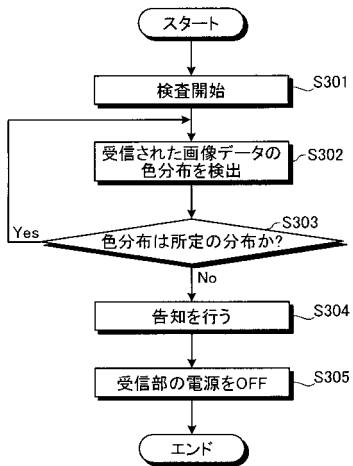 スタート
S301
検査開始
受信された画像データの
色分布を検出
S302
S303
Yes
色分布は所定の分布か?
No
告知を行う
S304
受信部の電源をOFF
S305
エンド